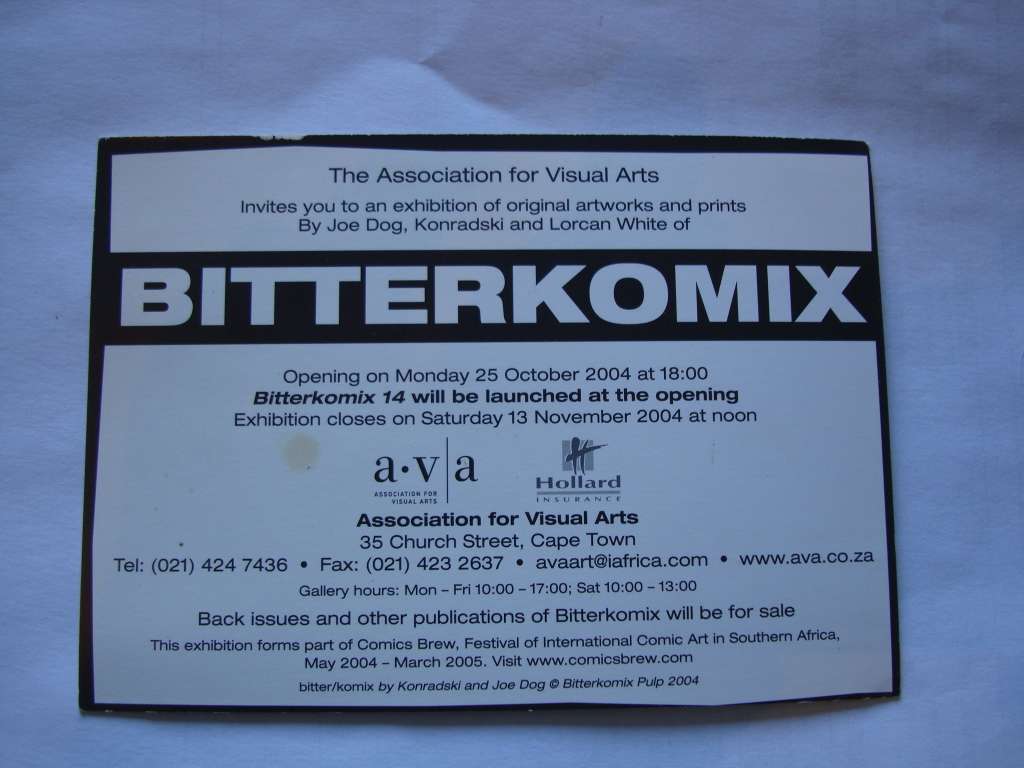 The Association for Visual Arts
Invites you to an exhibition of original artworks and prints
By Joe Dog, Konradski and Lorcan White of
BITTERKOMIX
Opening on Monday 25 October 2004 at 18:00
Bitterkomix 14 will be launched at the opening
Exhibition closes on Saturday 13 November 2004 at noon
a·v|a
ASSOCIATION FOR
VISUAL ARTS
Hollard
INSURANCE
Association for Visual Arts
35 Church Street, Cape Town
Tel: (021) 424 7436 • Fax: (021) 423 2637 • avaart@iafrica.com • www.ava.co.za
Gallery hours: Mon – Fri 10:00 – 17:00; Sat 10:00 – 13:00
Back issues and other publications of Bitterkomix will be for sale
This exhibition forms part of Comics Brew, Festival of International Comic Art in Southern Africa,
May 2004 – March 2005. Visit www.comicsbrew.com
bitter/komix by Konradski and Joe Dog © Bitterkomix Pulp 2004